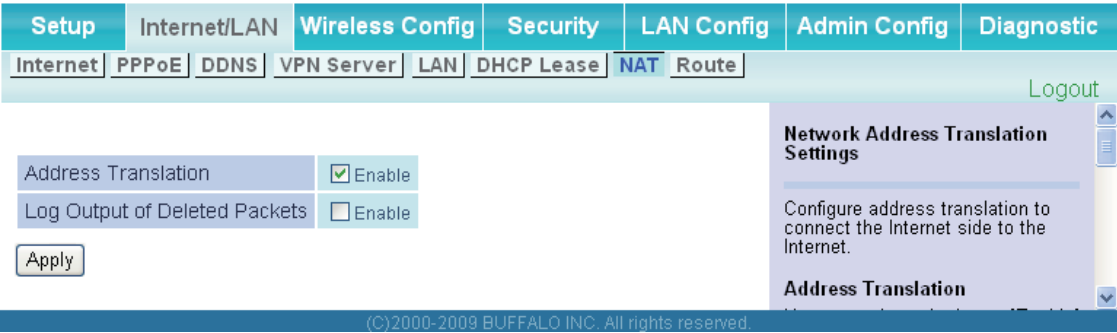 Setup Internet/LAN Wireless Config Security LAN Config Admin Config Diagnostic
Internet PPPoE DDNS VPN Server LAN DHCP Lease NAT Route
Logout
Network Address Translation
Settings
Address Translation Enable
Log Output of Deleted Packets Enable
Apply
Configure address translation to
connect the Internet side to the
Internet.
Address Translation
(C)2000-2009 BUFFALO INC. All rights reserved.